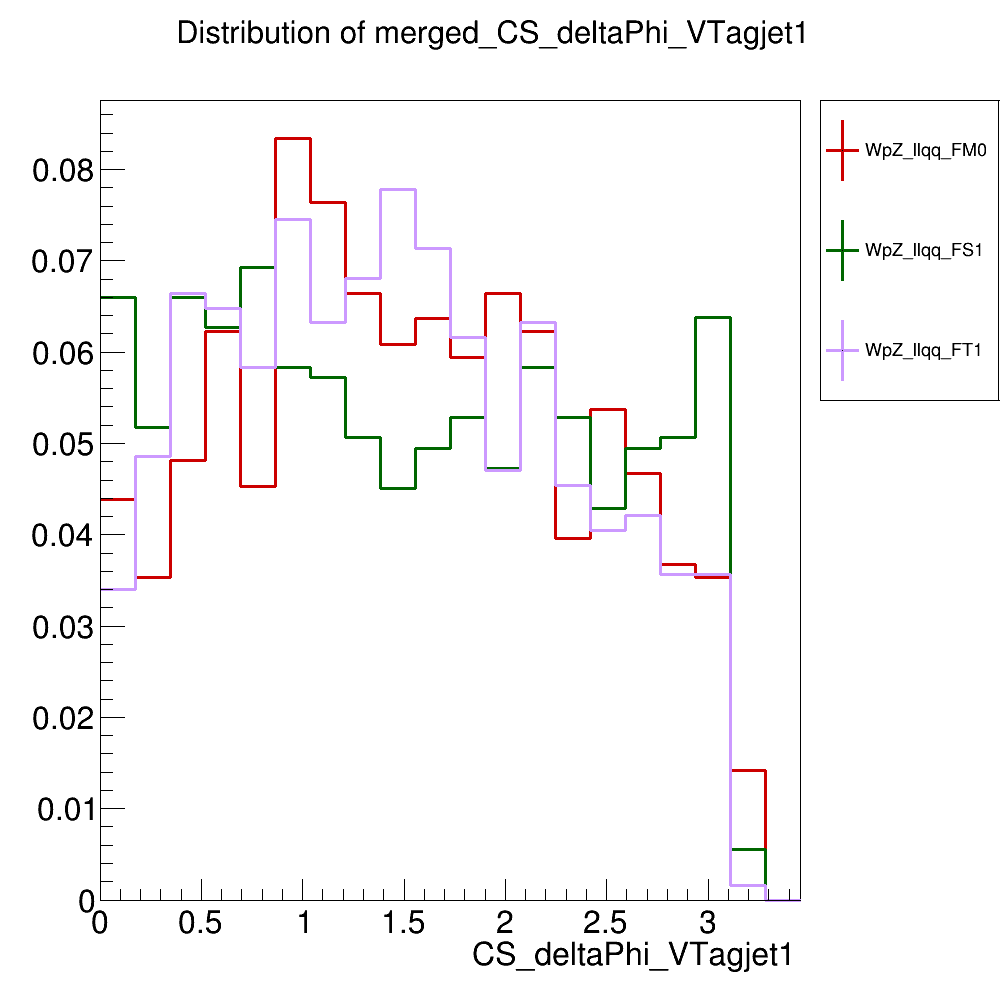 Distribution of merged_CS_deltaPhi_VTagjet1
WpZ_llqq_FM0
WpZ_llqq_FS1
WpZ_llqq_FT1
0.08
0.07
0.06
0.05
0.04
0.03
0.02
0.01
0
0 0.5 1 1.5 2 2.5 3
CS_deltaPhi_VTagjet1